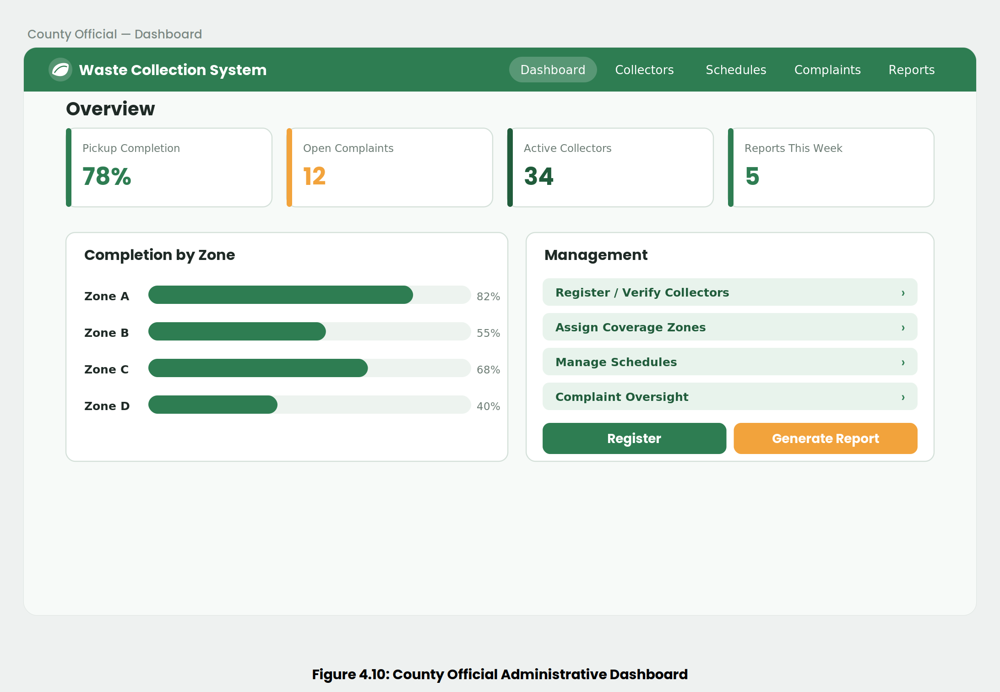 County Official — Dashboard
Waste Collection System
Dashboard Collectors Schedules Complaints Reports
Overview
Pickup Completion
78%
Open Complaints
12
Active Collectors
34
Reports This Week
5
Completion by Zone
Zone A 82%
Zone B 55%
Zone C 68%
Zone D 40%
Management
Register / Verify Collectors ›
Assign Coverage Zones ›
Manage Schedules ›
Complaint Oversight ›
Register Generate Report
Figure 4.10: County Official Administrative Dashboard